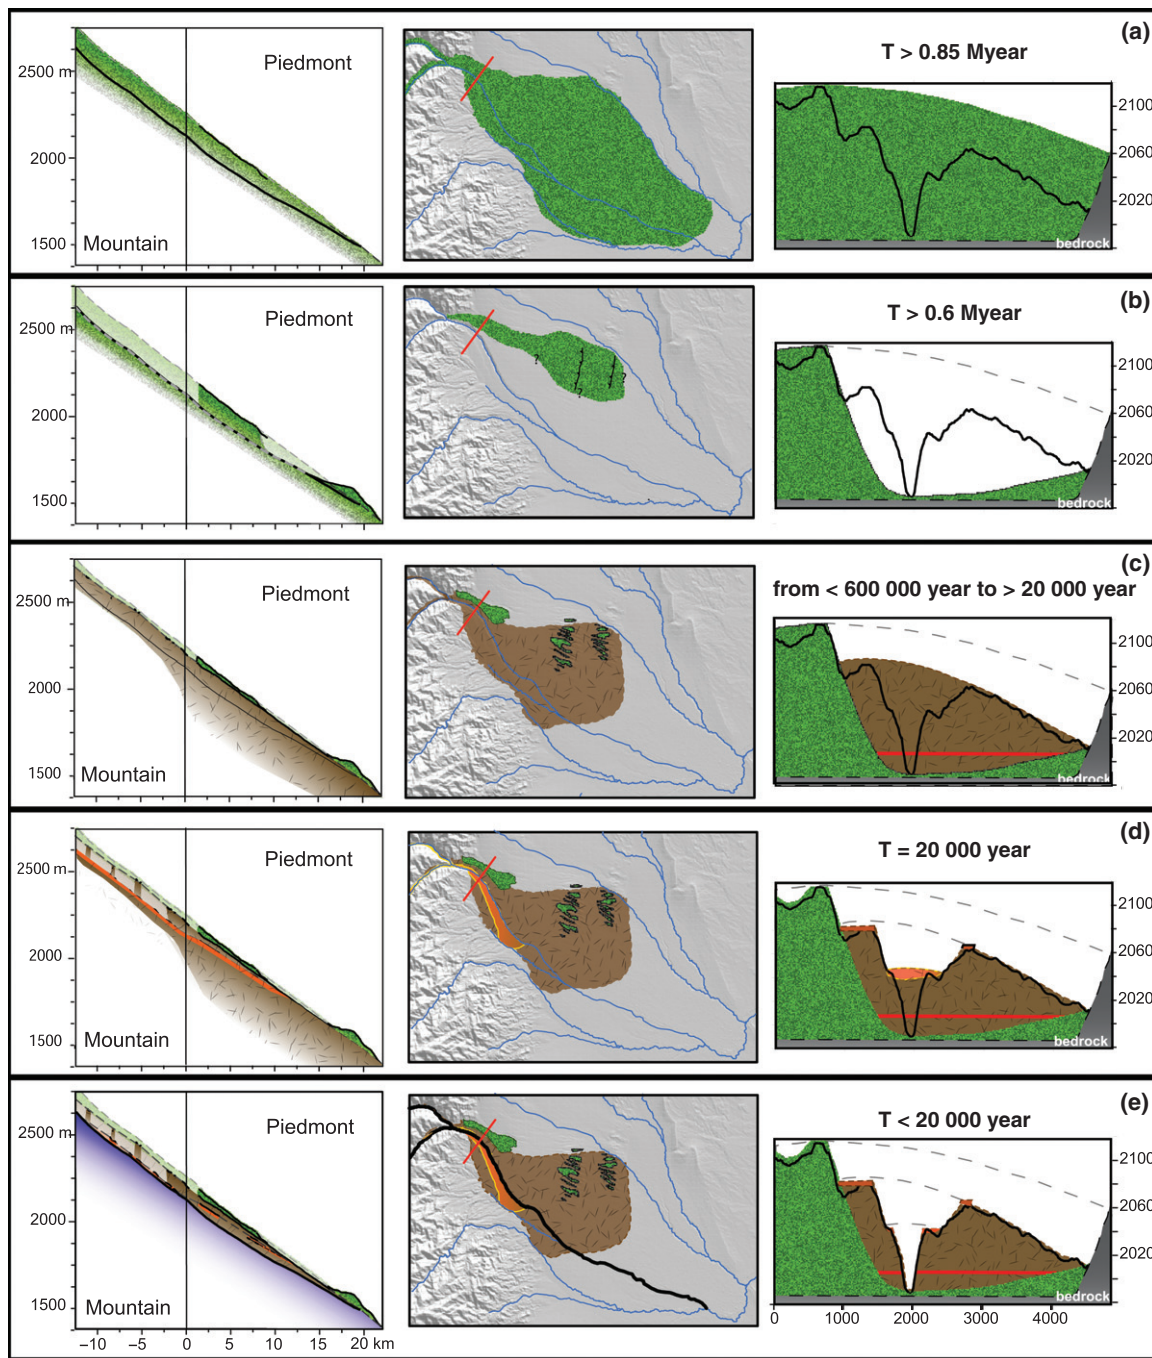 (a)
T > 0.85 Myear
Piedmont
2500 m
2000
1500
Mountain
2100
2060
2020
bedrock
(b)
T > 0.6 Myear
Piedmont
2500 m
2000
1500
?
?
?
2100
2060
2020
bedrock
(c)
from < 600 000 year to > 20 000 year
Piedmont
2500 m
2000
1500
Mountain
2100
2060
2020
bedrock
(d)
T = 20 000 year
Piedmont
2500 m
2000
1500
Mountain
2100
2060
2020
bedrock
(e)
T < 20 000 year
Piedmont
2500 m
2000
1500
Mountain
2100
2060
2020
bedrock
−10 −5 0 5 10 15 20 km
0 1000 2000 3000 4000